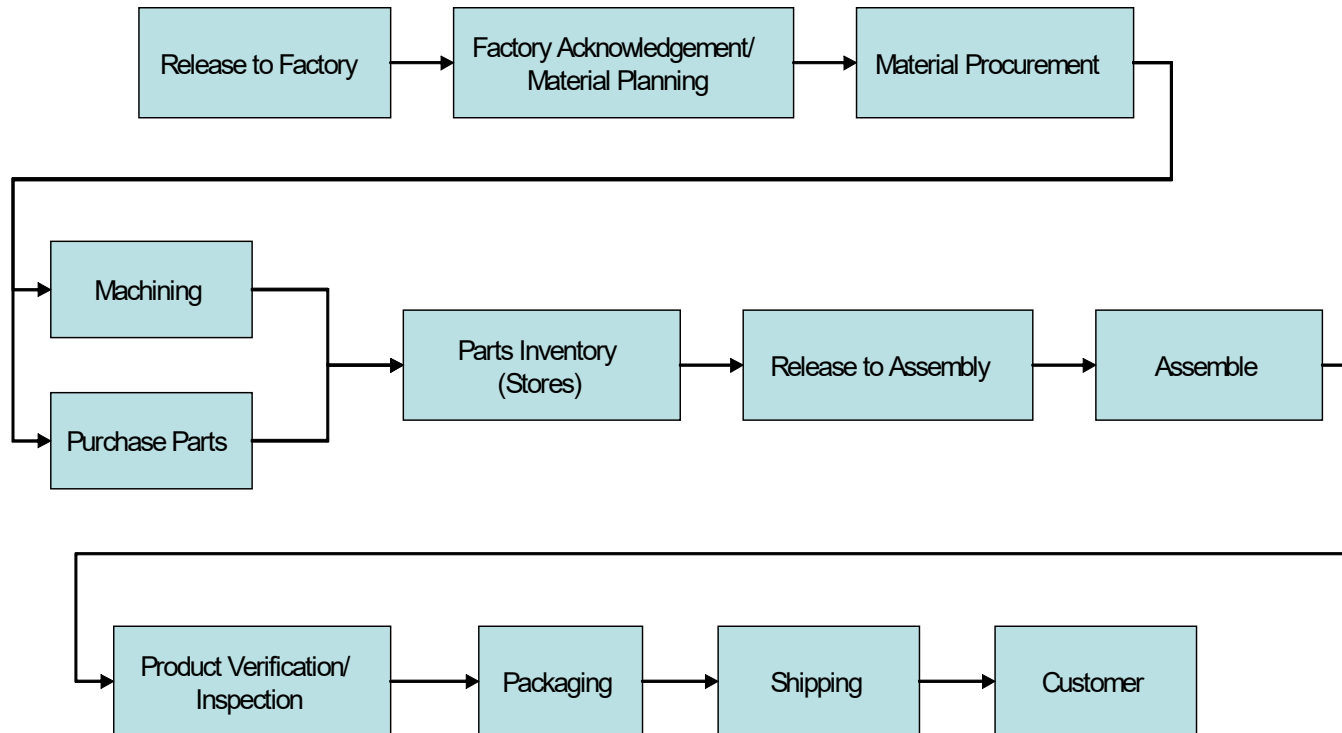 Release to Factory
Factory Acknowledgement/
Material Planning
Material Procurement
Machining
Purchase Parts
Parts Inventory
(Stores)
Release to Assembly
Assemble
Product Verification/
Inspection
Packaging
Shipping
Customer